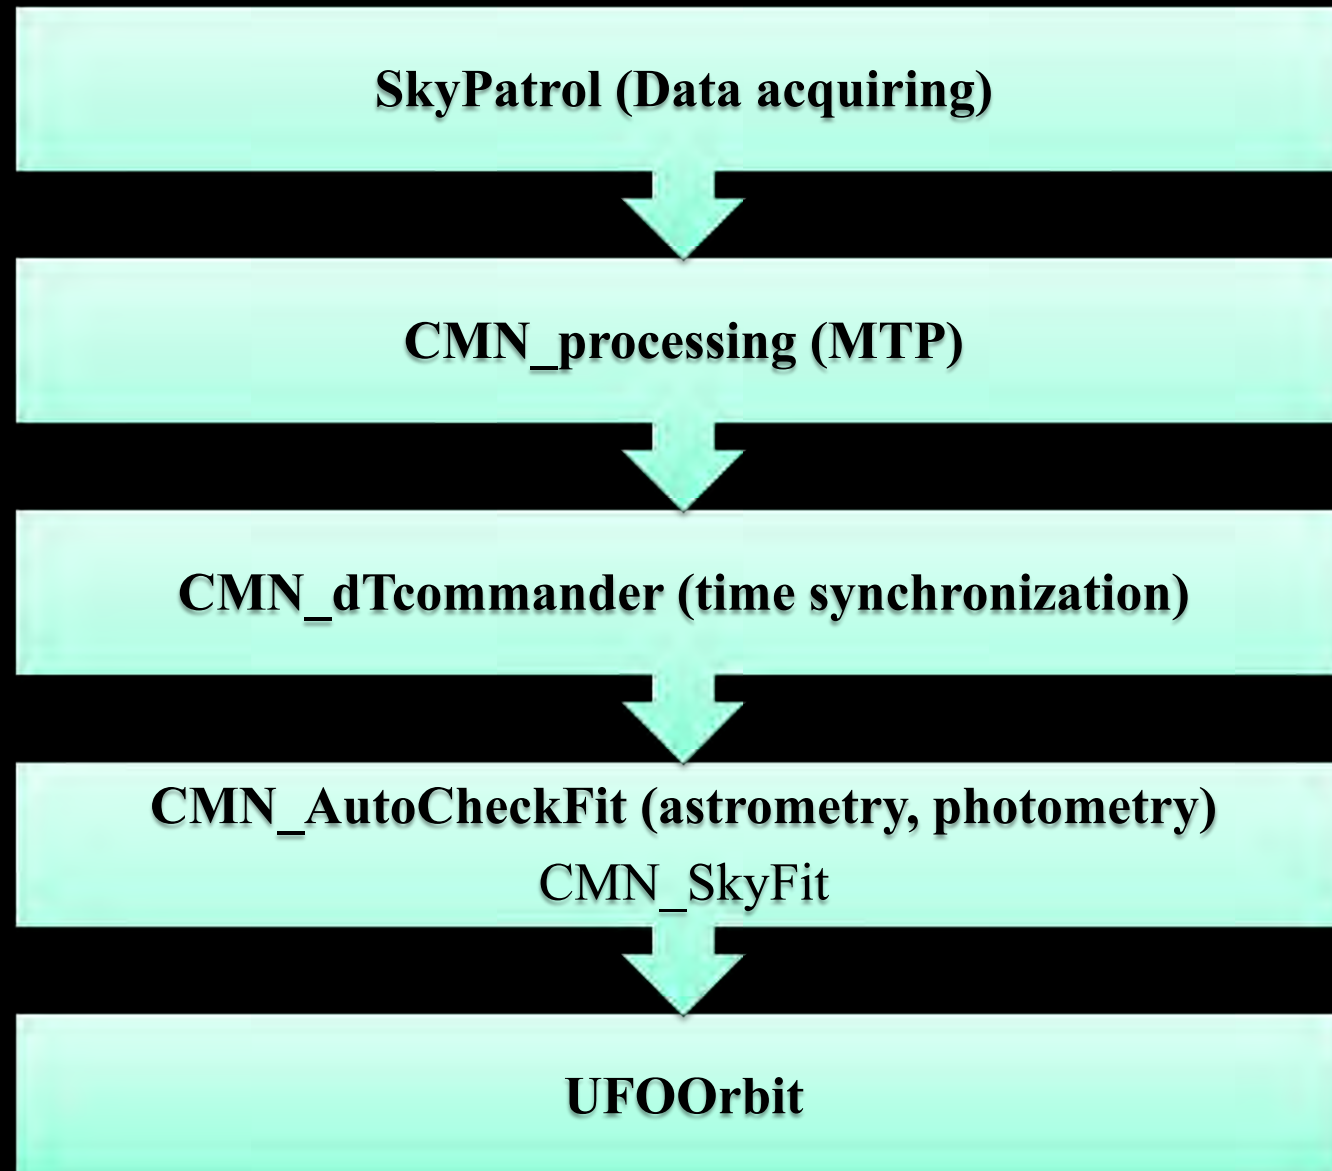 SkyPatrol (Data acquiring)
CMN_processing (MTP)
CMN_dTcommander (time synchronization)
CMN_AutoCheckFit (astrometry, photometry)
CMN_SkyFit
UFOOrbit